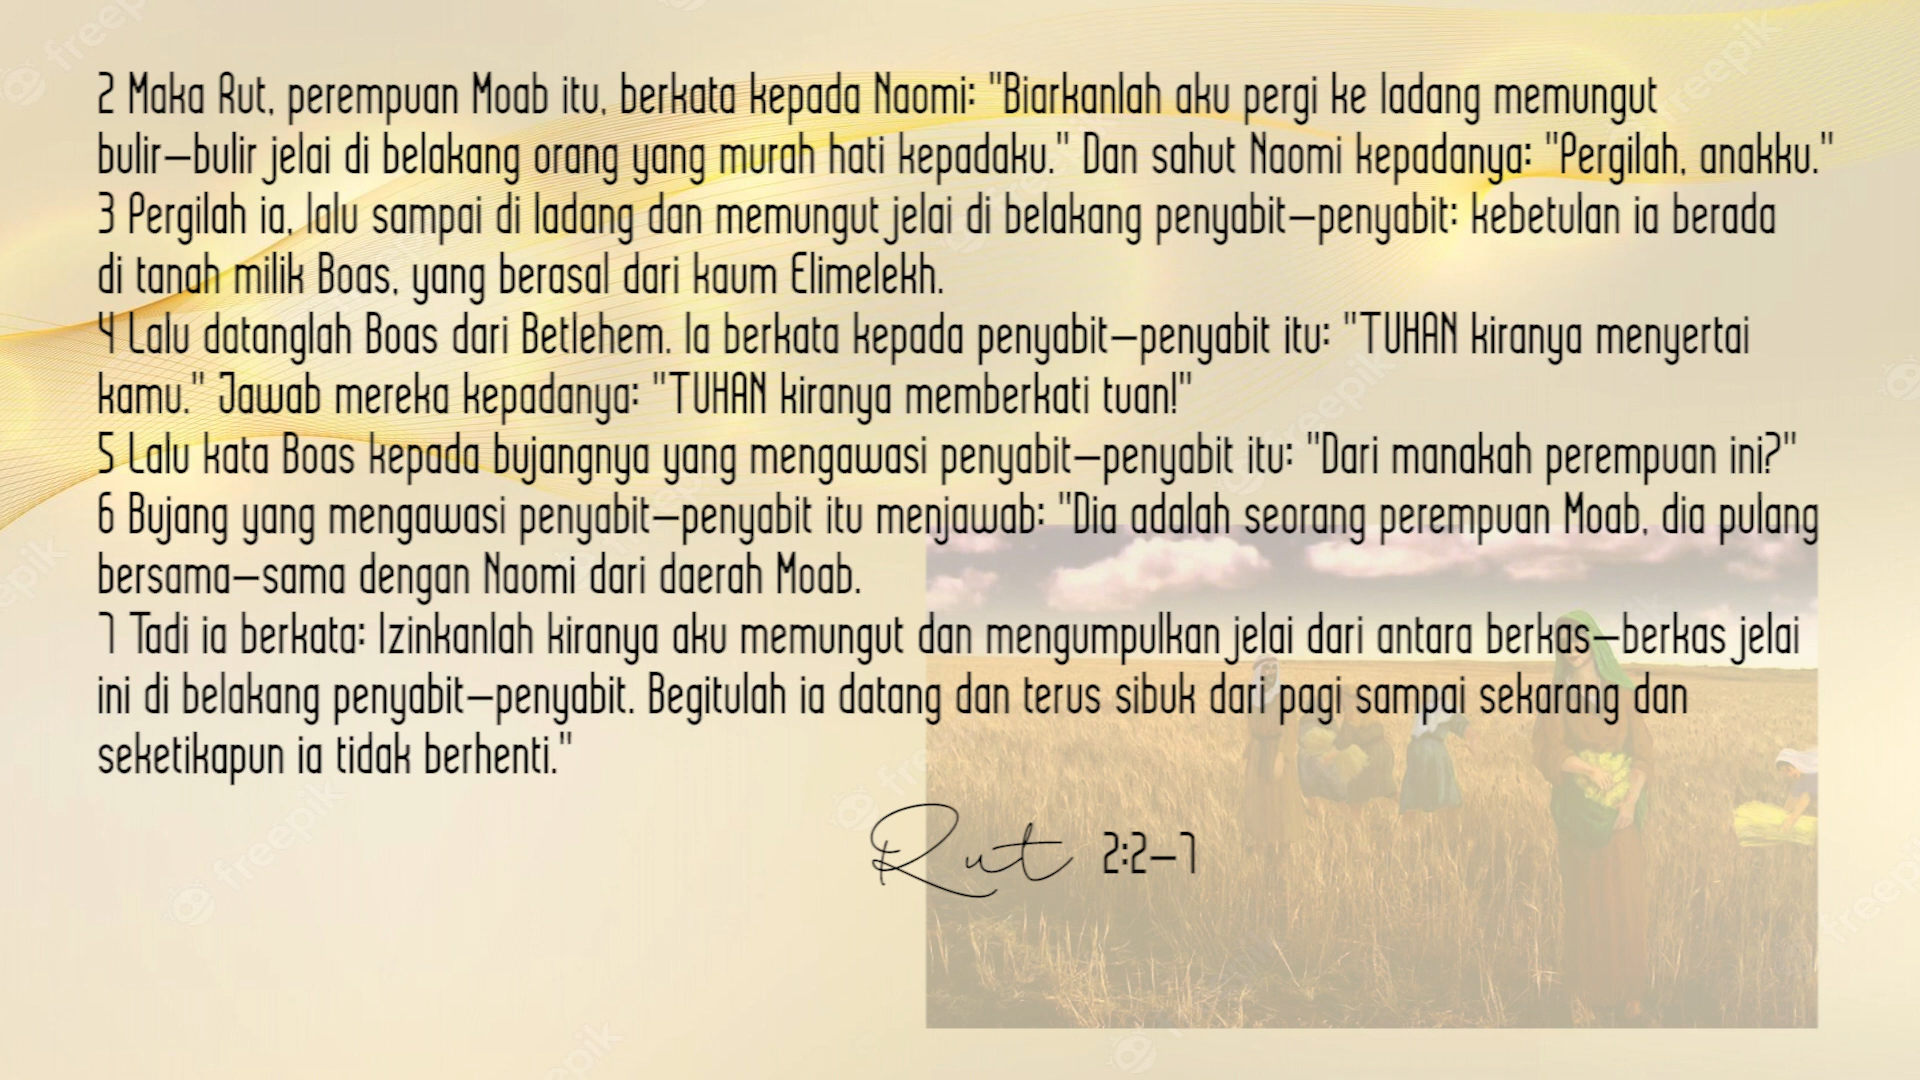 2 Maka Rut, perempuan Moab itu, berkata kepada Naomi: "Biarkanlah aku pergi ke ladang memungut
bulir-bulir jelai di belakang orang yang murah hati kepadaku." Dan sahut Naomi kepadanya: "Pergilah, anakku."
3 Pergilah ia, lalu sampai di ladang dan memungut jelai di belakang penyabit-penyabit: kebetulan ia berada
di tanah milik Boas, yang berasal dari kaum Elimelekh.
4 Lalu datanglah Boas dari Betlehem. Ia berkata kepada penyabit-penyabit itu: "TUHAN kiranya menyertai
kamu." Jawab mereka kepadanya: "TUHAN kiranya memberkati tuan!"
5 Lalu kata Boas kepada bujangnya yang mengawasi penyabit-penyabit itu: "Dari manakah perempuan ini?"
6 Bujang yang mengawasi penyabit-penyabit itu menjawab: "Dia adalah seorang perempuan Moab, dia pulang
bersama-sama dengan Naomi dari daerah Moab.
7 Tadi ia berkata: Izinkanlah kiranya aku memungut dan mengumpulkan jelai dari antara berkas-berkas jelai
ini di belakang penyabit-penyabit. Begitulah ia datang dan terus sibuk dari pagi sampai sekarang dan
seketikapun ia tidak berhenti."
Rut 2:2-7
freepik
freepik
freepik
freepik
freepik
freepik